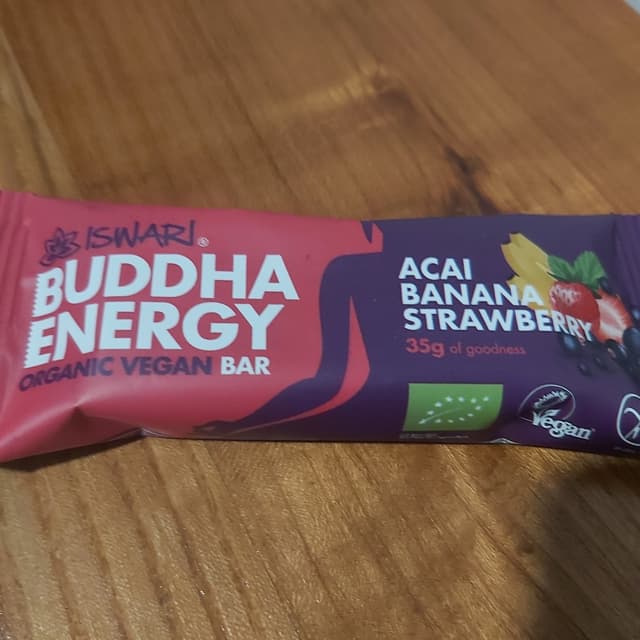 ISWARI®
BUDDHA
ENERGY
ORGANIC VEGAN BAR
ACAI
BANANA
STRAWBERRY
35g of goodness
Vegan